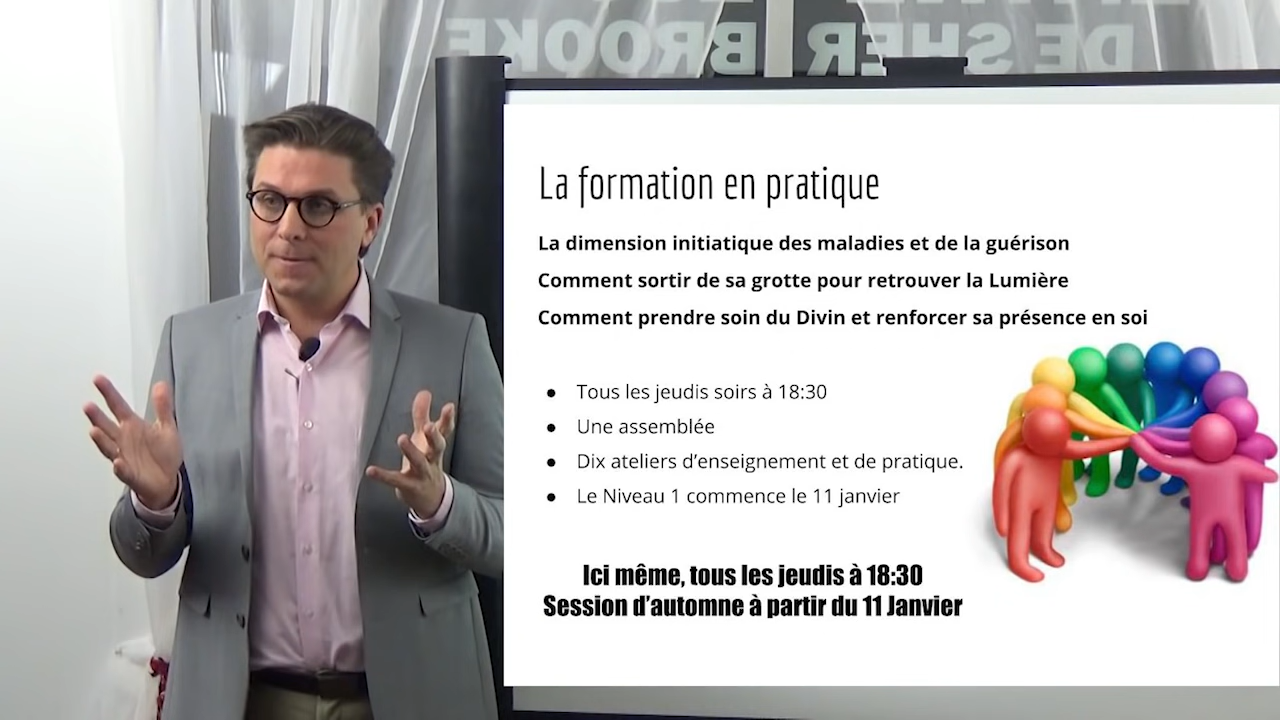 DE SHERBROOKE
La formation en pratique
La dimension initiatique des maladies et de la guérison
Comment sortir de sa grotte pour retrouver la Lumière
Comment prendre soin du Divin et renforcer sa présence en soi
● Tous les jeudis soirs à 18:30
● Une assemblée
● Dix ateliers d’enseignement et de pratique.
● Le Niveau 1 commence le 11 janvier
Ici même, tous les jeudis à 18:30
Session d’automne à partir du 11 Janvier